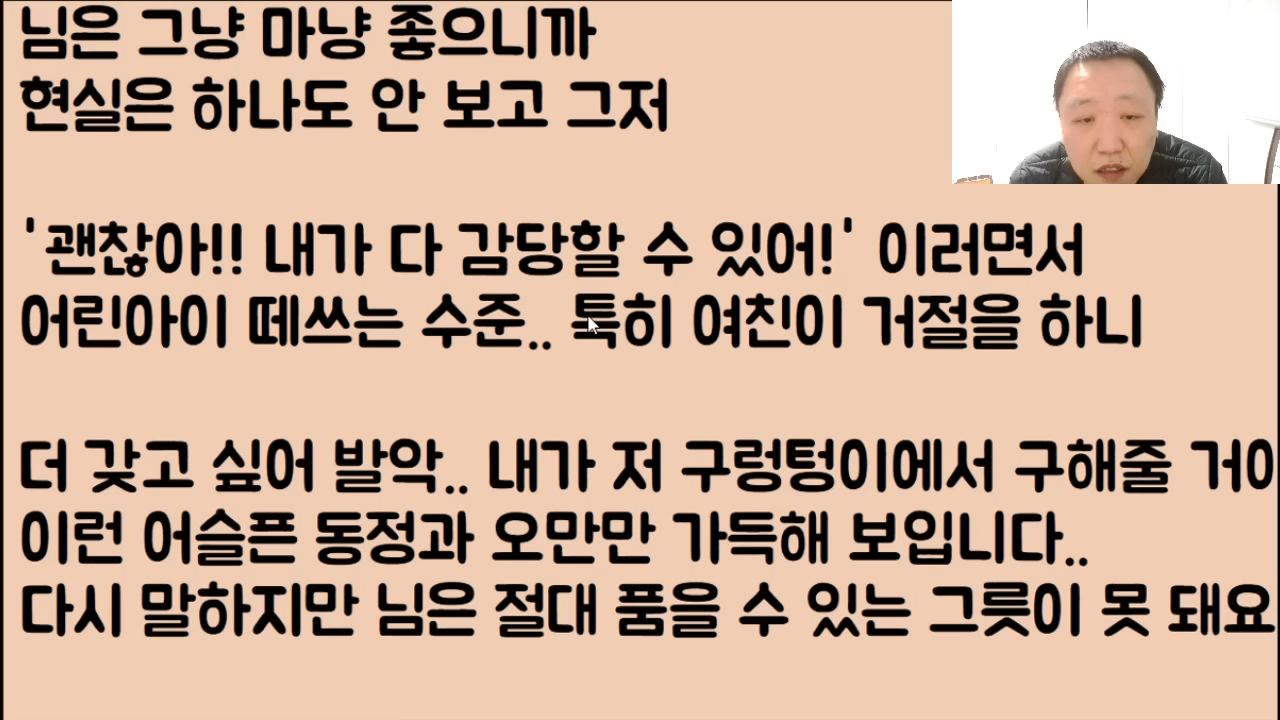 님은 그냥 마냥 좋으니까
현실은 하나도 안 보고 그저
'괜찮아!! 내가 다 감당할 수 있어!' 이러면서
어린아이 떼쓰는 수준.. 특히 여친이 거절을 하니
더 갖고 싶어 발악.. 내가 저 구렁텅이에서 구해줄 거야
이런 어슬픈 동정과 오만만 가득해 보입니다..
다시 말하지만 님은 절대 품을 수 있는 그릇이 못 돼요